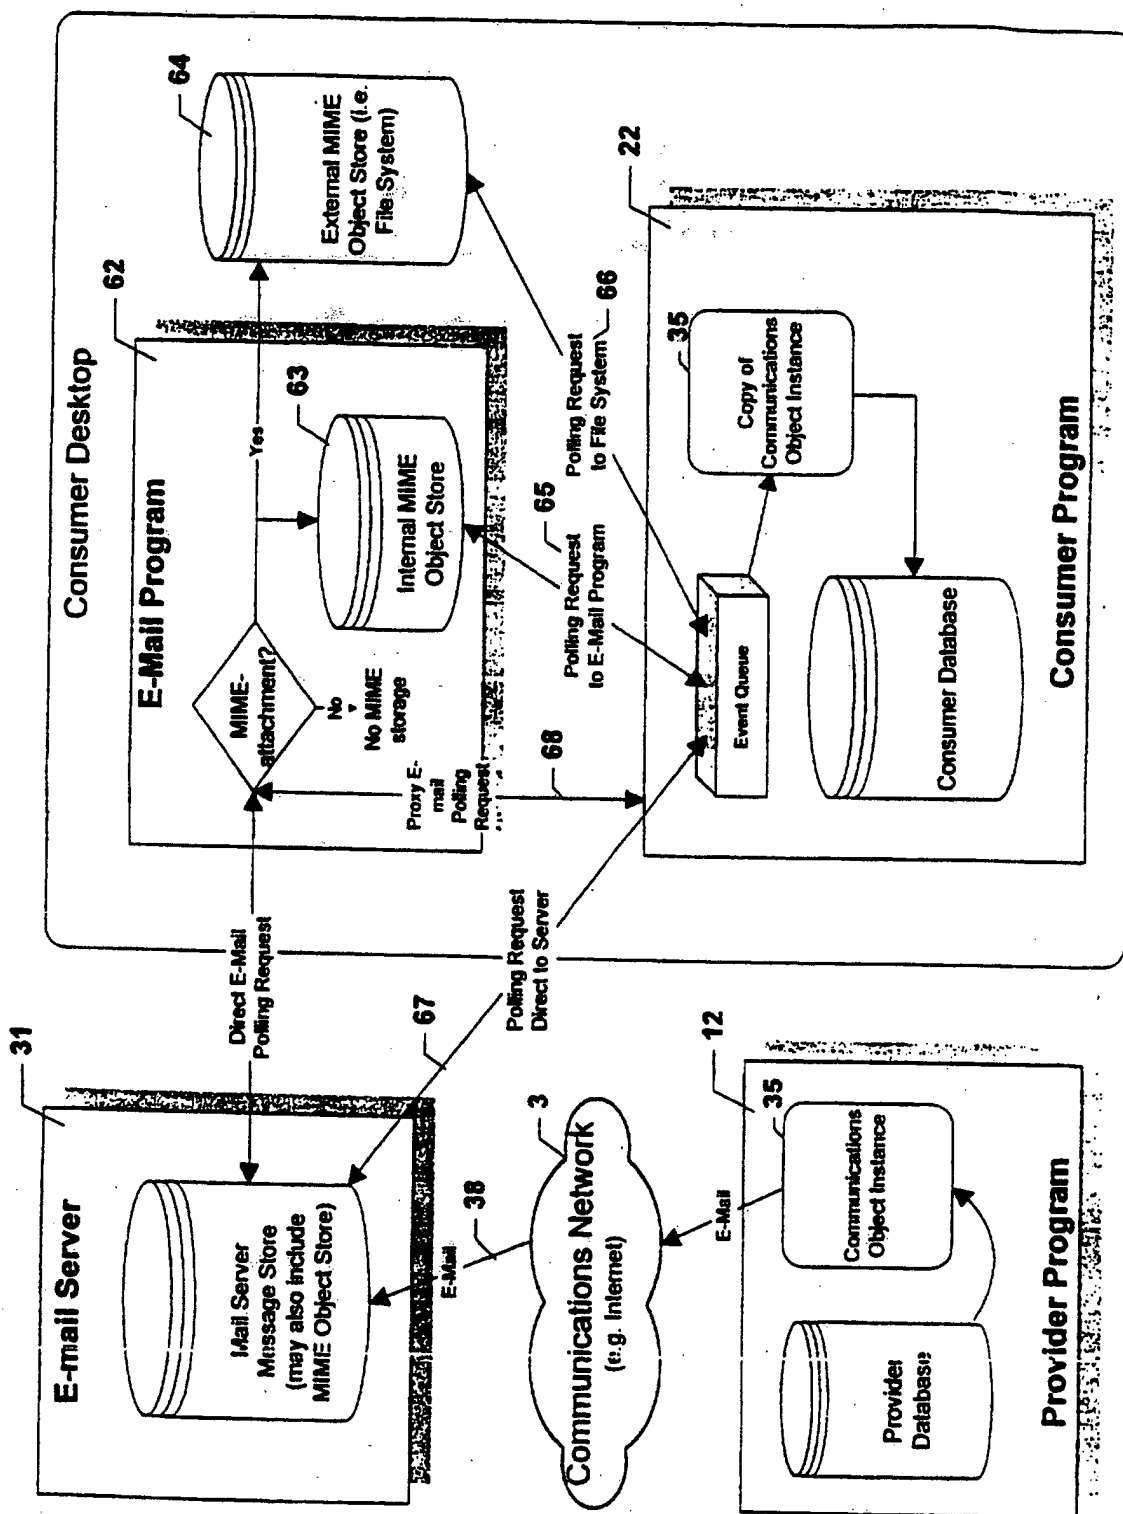 E-mail Server
31
Mail Server
Message Store
(may also include
MIME Object Store)
E-Mail
38
Communications Network
(e.g. Internet)
3
E-Mail
12
35
Communications
Object Instance
Provider
Database
Provider Program
Direct E-Mail
Polling Request
67
Polling Request
Direct to Server
Consumer Desktop
E-Mail Program
62
MIME-
attachment?
Yes
No
No MIME
storage
63
Internal MIME
Object Store
64
External MIME
Object Store (i.e.
File System)
Proxy E-
mail
Polling
Request
68
Polling Request
to E-Mail Program
65
Polling Request
to File System
66
22
Event Queue
35
Copy of
Communications
Object Instance
Consumer Database
Consumer Program